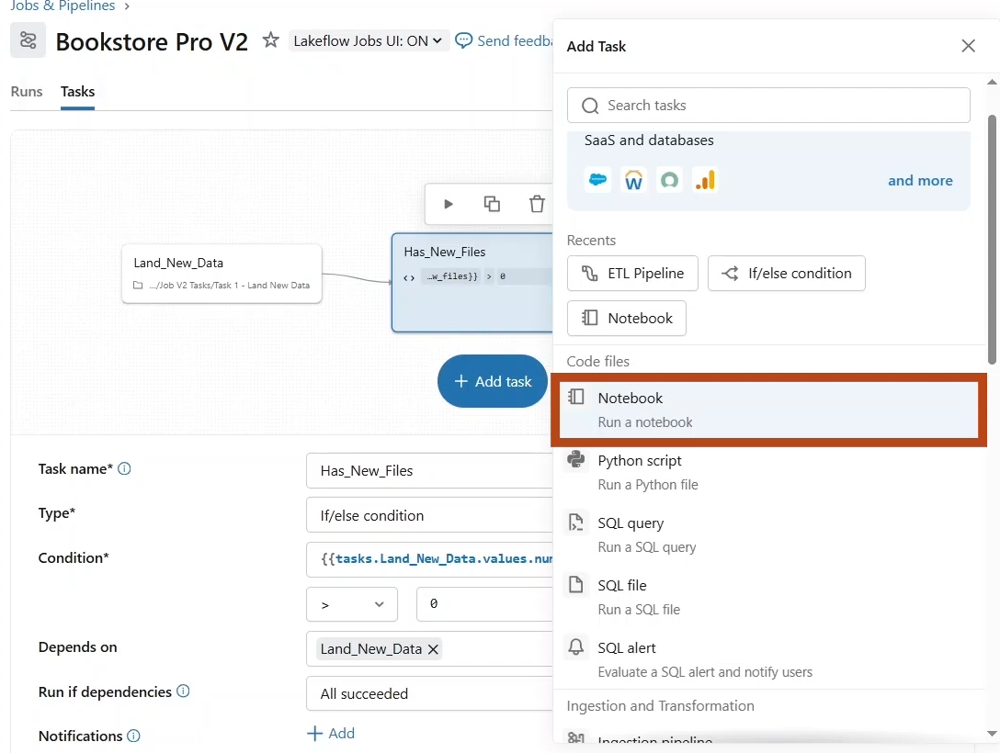 Jobs & Pipelines ›
Bookstore Pro V2 Lakeflow Jobs UI: ON Send feedba
Runs Tasks
Land_New_Data
.../Job V2 Tasks/Task 1 - Land New Data
Has_New_Files
...w_files}} > 0
+ Add task
Task name* Has_New_Files
Type* If/else condition
Condition* {{tasks.Land_New_Data.values.num
> 0
Depends on Land_New_Data ×
Run if dependencies All succeeded
Notifications + Add
Add Task
Search tasks
SaaS and databases
W
and more
Recents
ETL Pipeline If/else condition
Notebook
Code files
Notebook
Run a notebook
Python script
Run a Python file
SQL query
Run a SQL query
SQL file
Run a SQL file
SQL alert
Evaluate a SQL alert and notify users
Ingestion and Transformation
Ingestion pipeline